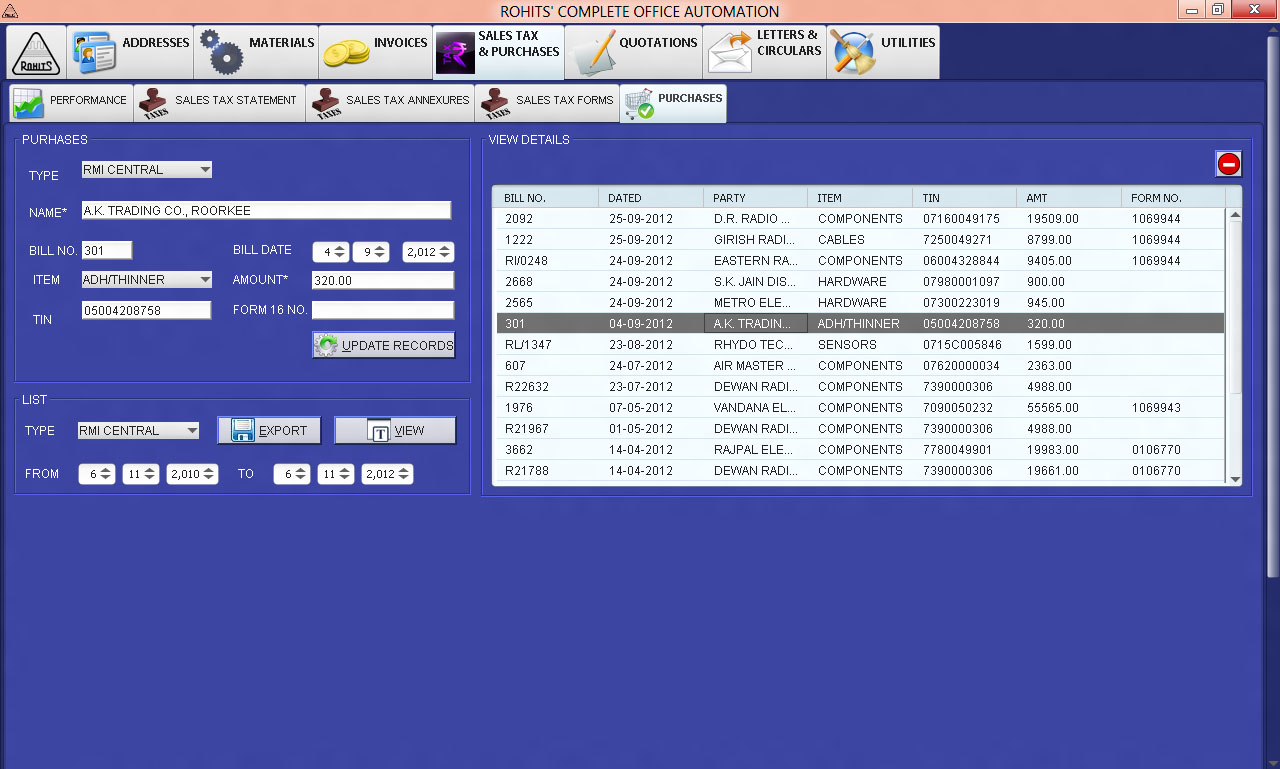 ROHITS' COMPLETE OFFICE AUTOMATION
ROHITS
ADDRESSES
MATERIALS
INVOICES
SALES TAX
& PURCHASES
QUOTATIONS
LETTERS &
CIRCULARS
UTILITIES
PERFORMANCE
TAXES
SALES TAX STATEMENT
TAXES
SALES TAX ANNEXURES
TAXES
SALES TAX FORMS
PURCHASES
PURHASES
TYPE RMI CENTRAL
NAME* A.K. TRADING CO., ROORKEE
BILL NO. 301 BILL DATE 4 9 2,012
ITEM ADH/THINNER AMOUNT* 320.00
TIN 05004208758 FORM 16 NO.
UPDATE RECORDS
LIST
TYPE RMI CENTRAL EXPORT T VIEW
FROM 6 11 2,010 TO 6 11 2,012
VIEW DETAILS
BILL NO. DATED PARTY ITEM TIN AMT FORM NO.
2092 25-09-2012 D.R. RADIO ... COMPONENTS 07160049175 19509.00 1069944
1222 25-09-2012 GIRISH RADI... CABLES 7250049271 8769.00 1069944
RI/0248 24-09-2012 EASTERN RA... COMPONENTS 06004328844 9405.00 1069944
2668 24-09-2012 S.K. JAIN DIS... HARDWARE 07980001097 900.00
2565 24-09-2012 METRO ELE... HARDWARE 07300223019 945.00
301 04-09-2012 A.K. TRADIN... ADH/THINNER 05004208758 320.00
RL/1347 23-08-2012 RHYDO TEC... SENSORS 0715C005846 1599.00
607 24-07-2012 AIR MASTER ... COMPONENTS 07620000034 2363.00
R22632 23-07-2012 DEWAN RADI... COMPONENTS 7390000306 4988.00
1976 07-05-2012 VANDANA EL... COMPONENTS 7090050232 55565.00 1069943
R21967 01-05-2012 DEWAN RADI... COMPONENTS 7390000306 4988.00
3662 14-04-2012 RAJPAL ELE... COMPONENTS 7780049901 19983.00 0106770
R21788 14-04-2012 DEWAN RADI... COMPONENTS 7390000306 19661.00 0106770